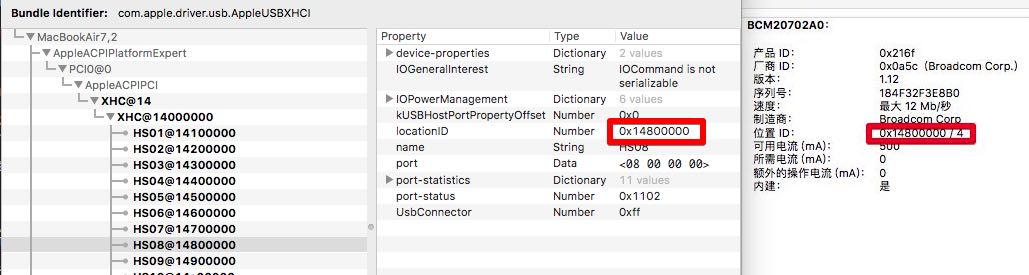 Bundle Identifier: com.apple.driver.usb.AppleUSBXHCI
MacBookAir7,2
AppleACPIPlatformExpert
PCI0@0
AppleACPIPCI
XHC@14
XHC@14000000
HS01@14100000
HS02@14200000
HS03@14300000
HS04@14400000
HS05@14500000
HS06@14600000
HS07@14700000
HS08@14800000
HS09@14900000
Property Type Value
device-properties Dictionary 2 values
IOGeneralInterest String IOCommand is not
serializable
IOPowerManagement Dictionary 6 values
kUSBHostPortPropertyOffset Number 0x0
locationID Number 0x14800000
name String HS08
port Data <08 00 00 00>
port-statistics Dictionary 11 values
port-status Number 0x1102
UsbConnector Number 0xff
BCM20702A0:
产品 ID: 0x216f
厂商 ID: 0x0a5c (Broadcom Corp.)
版本: 1.12
序列号: 184F32F3E8B0
速度: 最大 12 Mb/秒
制造商: Broadcom Corp
位置 ID: 0x14800000 / 4
可用电流 (mA): 500
所需电流 (mA): 0
额外的操作电流 (mA): 0
内建: 是